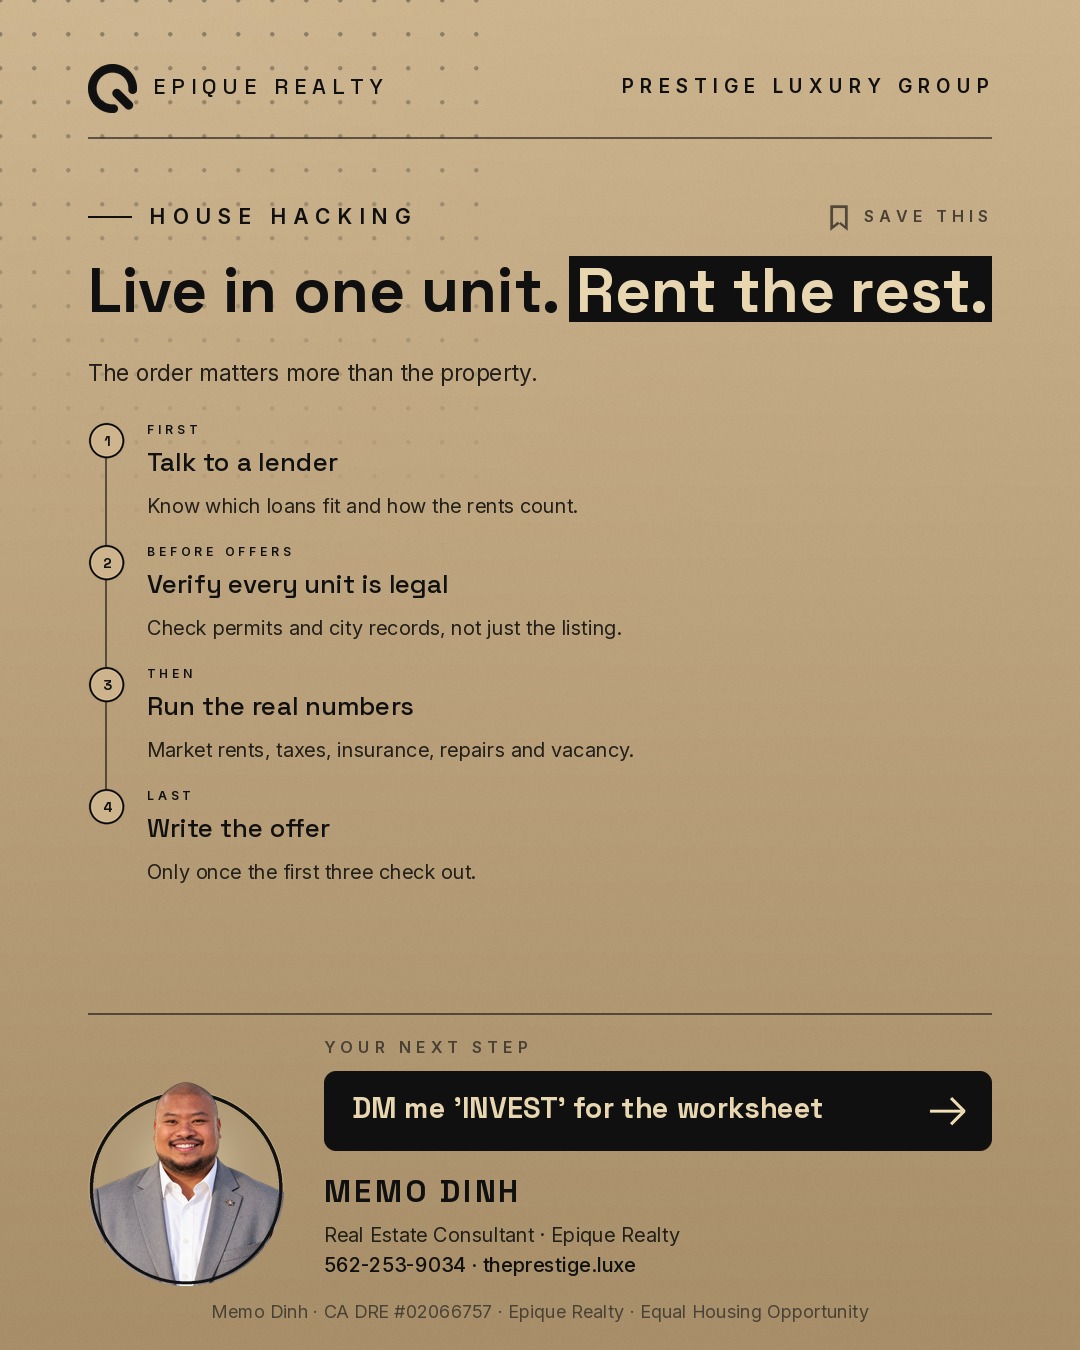 EPIQUE REALTY
PRESTIGE LUXURY GROUP
HOUSE HACKING
SAVE THIS
Live in one unit. Rent the rest.
The order matters more than the property.
1
FIRST
Talk to a lender
Know which loans fit and how the rents count.
2
BEFORE OFFERS
Verify every unit is legal
Check permits and city records, not just the listing.
3
THEN
Run the real numbers
Market rents, taxes, insurance, repairs and vacancy.
4
LAST
Write the offer
Only once the first three check out.
YOUR NEXT STEP
DM me ’INVEST’ for the worksheet
MEMO DINH
Real Estate Consultant · Epique Realty
562-253-9034 · theprestige.luxe
Memo Dinh · CA DRE #02066757 · Epique Realty · Equal Housing Opportunity